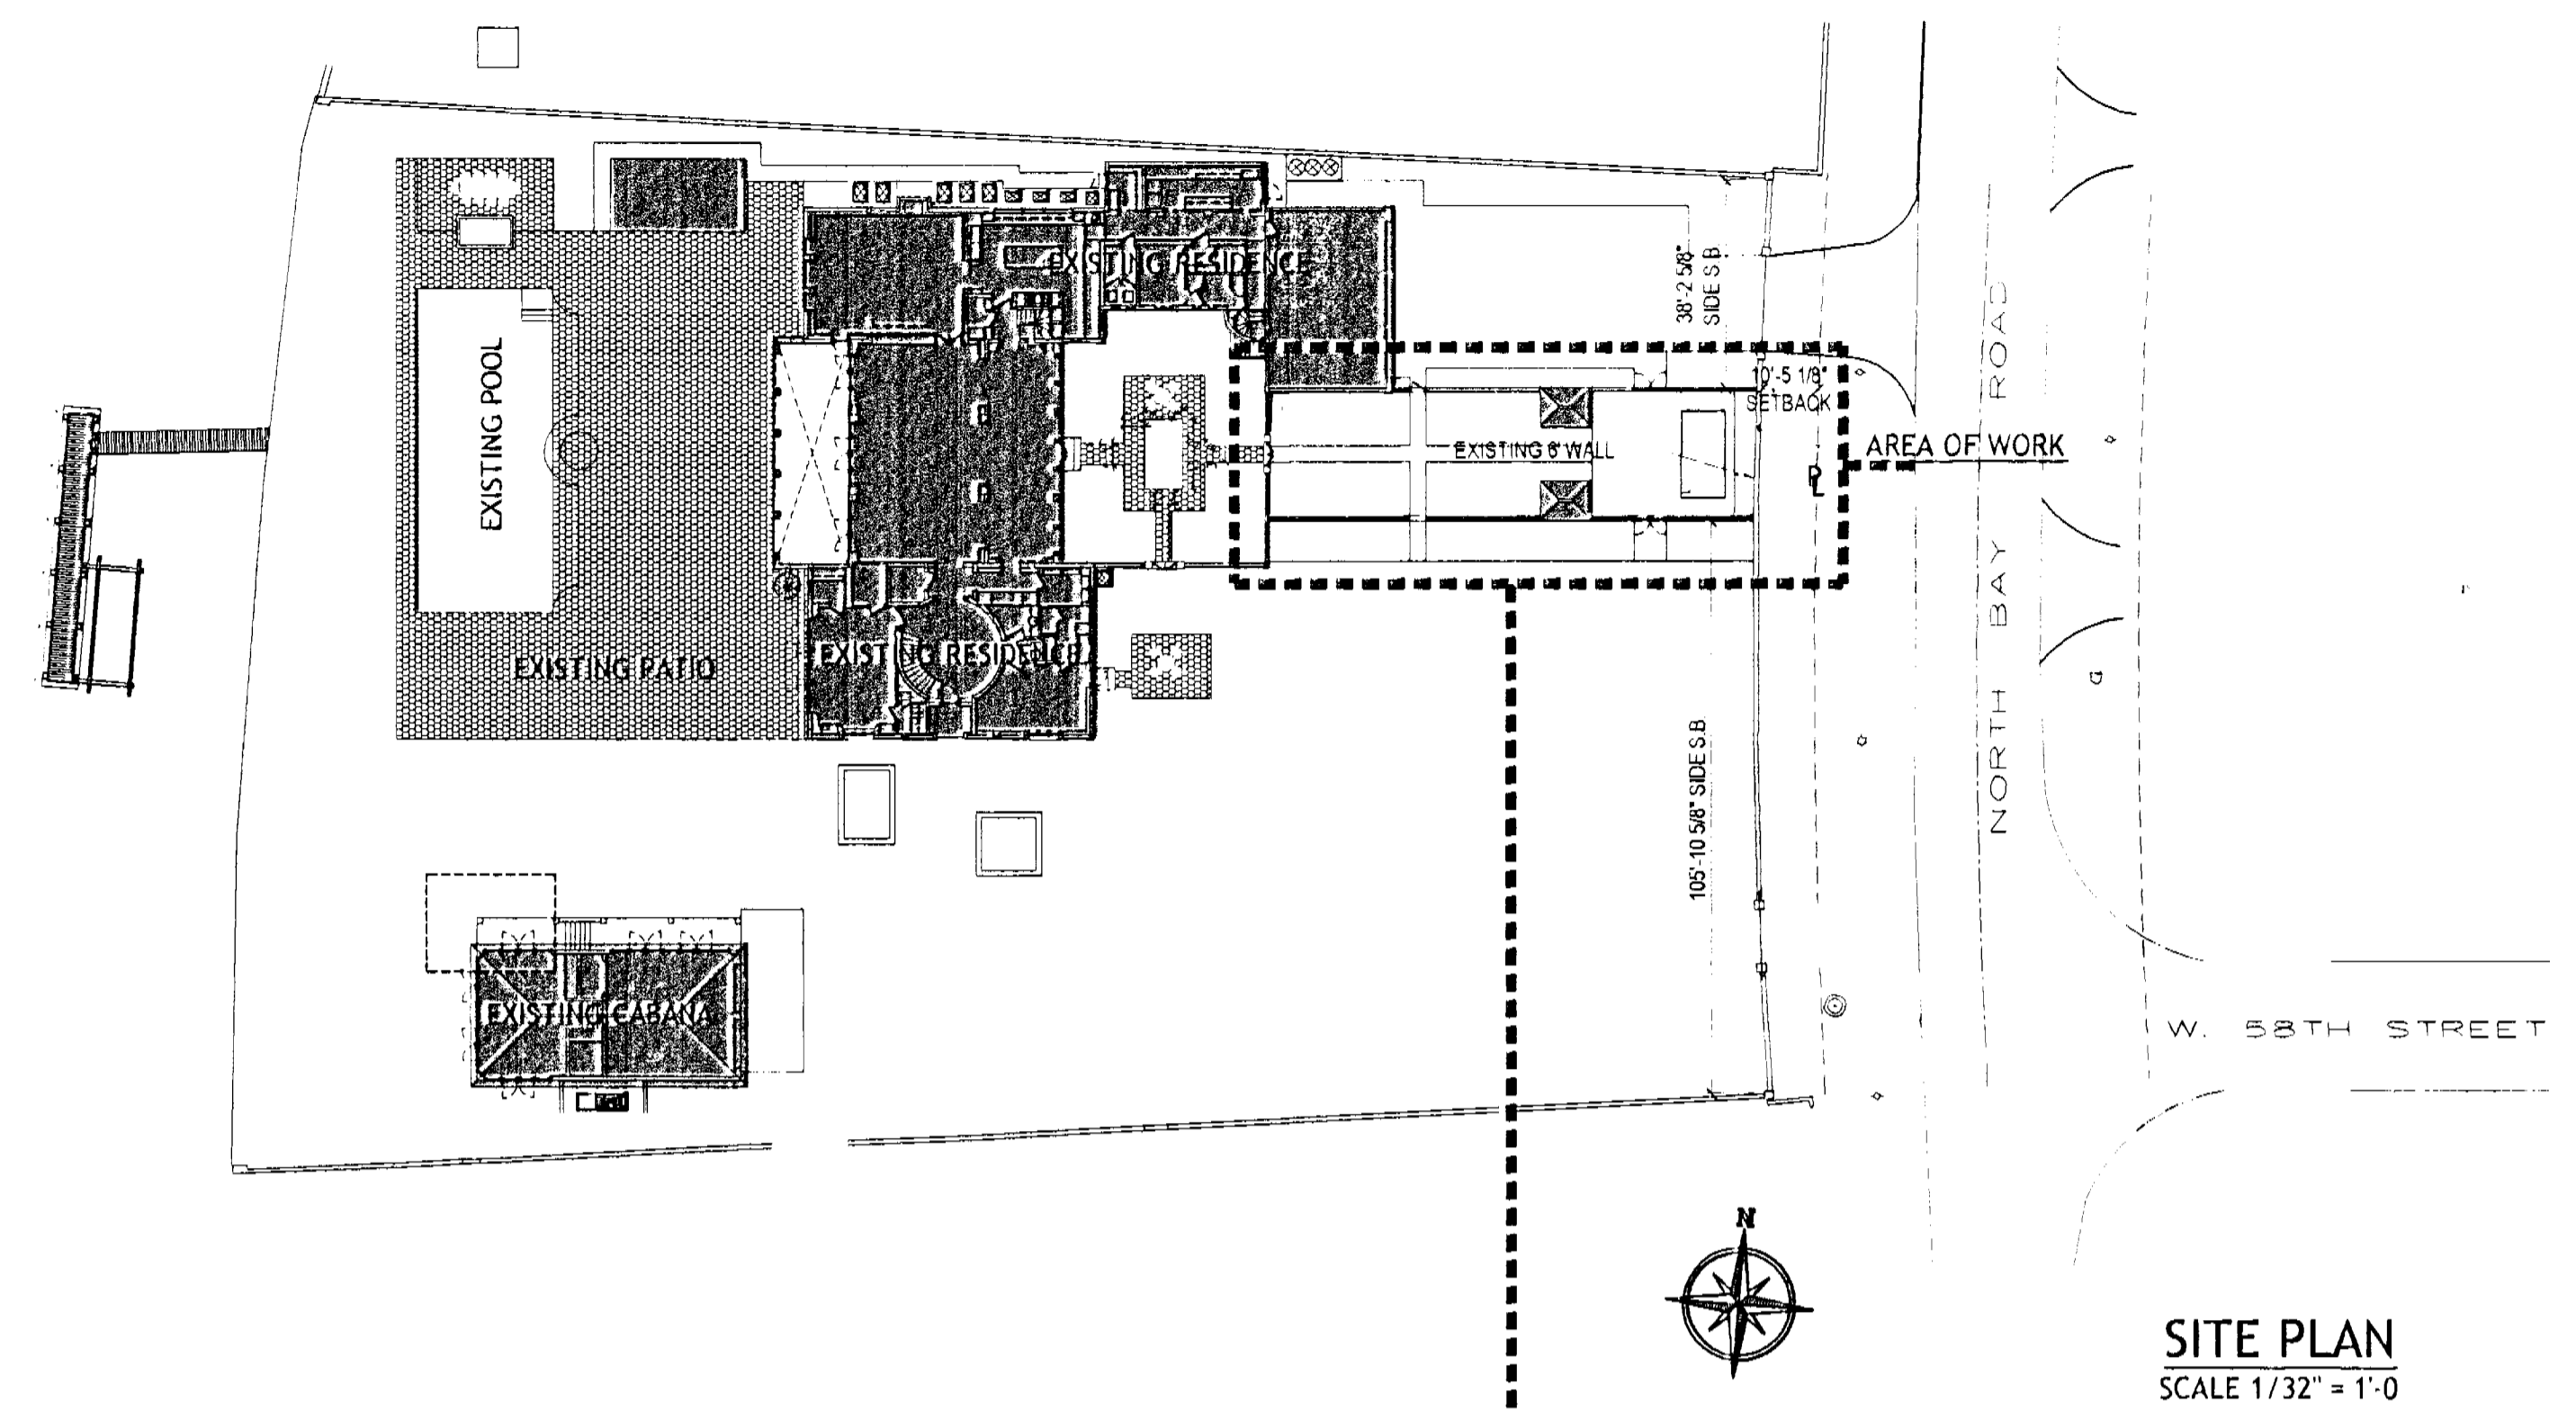 EXISTING RESIDENCE
38'-2 5/8"
SIDE S.B.
NORTH BAY ROAD
EXISTING POOL
10'-5 1/8"
SETBACK
EXISTING 6' WALL
AREA OF WORK
PL
EXISTING PATIO
EXISTING RESIDENCE
105'-10 5/8" SIDE S.B.
EXISTING CABANA
W. 58TH STREET
N
SITE PLAN
SCALE 1/32" = 1'-0